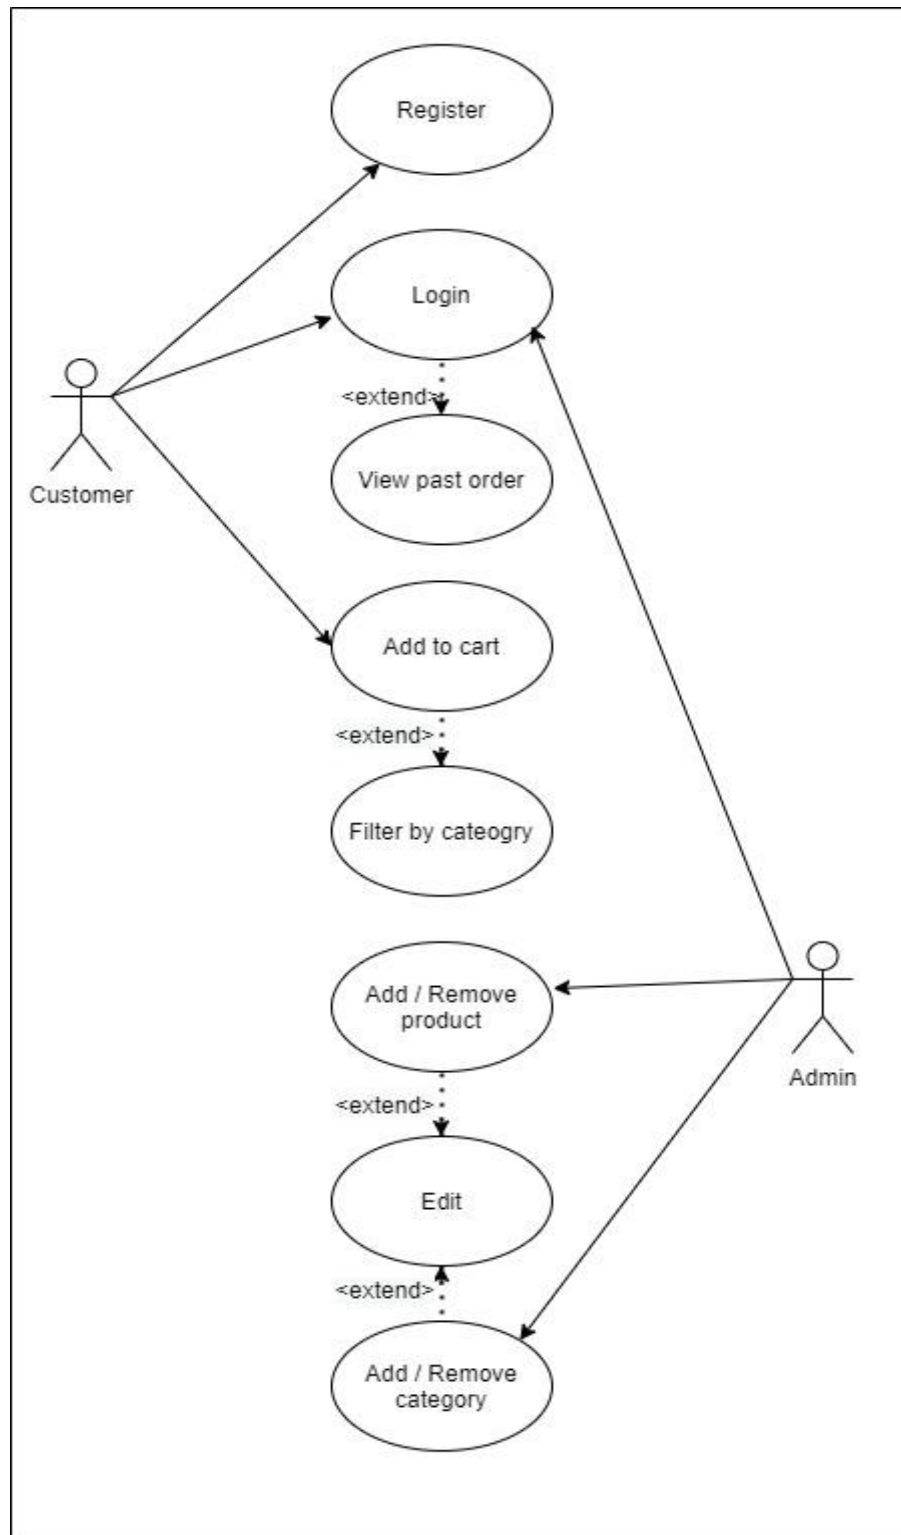 Register
Login
<extend>
View past order
Customer
Add to cart
<extend>
Filter by cateogry
Add / Remove
product
Admin
<extend>
Edit
<extend>
Add / Remove
category